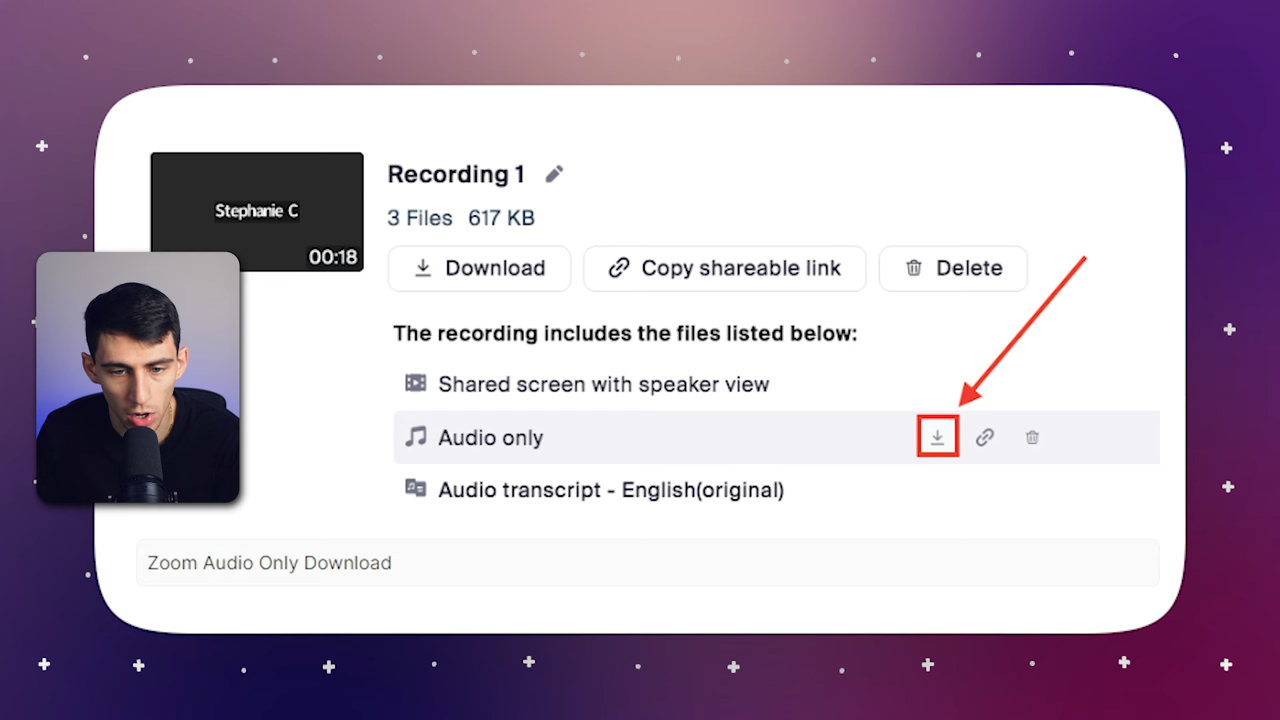 Stephanie C
00:18
Recording 1
3 Files 617 KB
Download Copy shareable link Delete
The recording includes the files listed below:
Shared screen with speaker view
Audio only
Audio transcript - English(original)
Zoom Audio Only Download